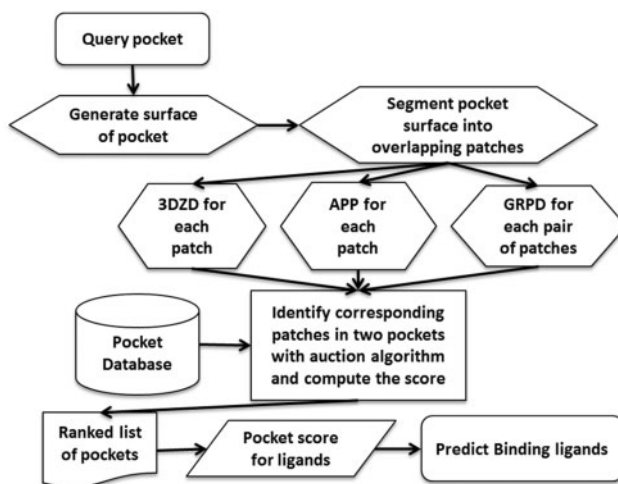 Query pocket
Generate surface
of pocket
Segment pocket
surface into
overlapping patches
3DZD for
each
patch
APP for
each
patch
GRPD for
each pair
of patches
Pocket
Database
Identify corresponding
patches in two pockets
with auction algorithm
and compute the score
Ranked list
of pockets
Pocket score
for ligands
Predict Binding ligands